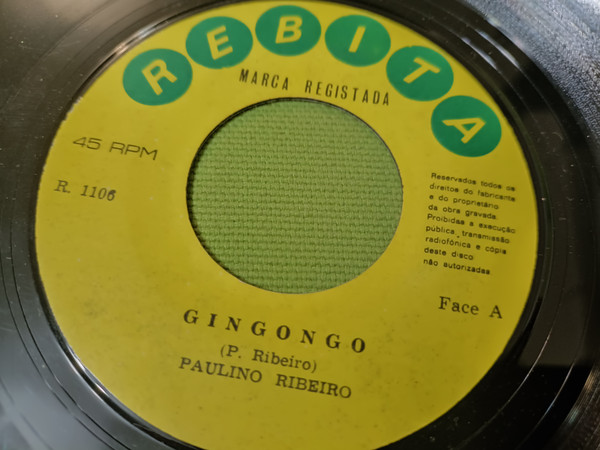 REBITA
MARCA REGISTADA
45 RPM
R. 1106
Reservados todos os
direitos do fabricante
e do proprietário
da obra gravada.
Proibidas a execução
pública, transmissão
radiofónica e cópia
deste disco
não autorizadas
Face A
GINGONGO
(P. Ribeiro)
PAULINO RIBEIRO